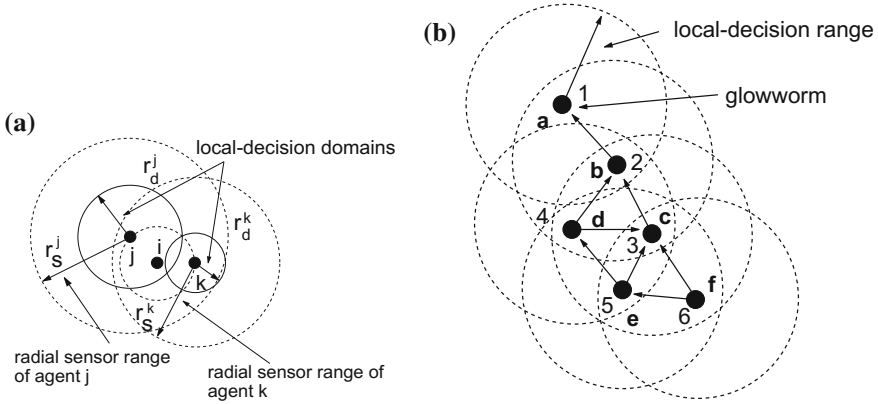 (a)
local-decision domains
r_d^j
r_d^k
r_s^j
j
i
k
r_s^k
radial sensor range
of agent j
radial sensor range of
agent k
(b)
local-decision range
1
glowworm
a
b 2
4 d c
3
f
5 e 6